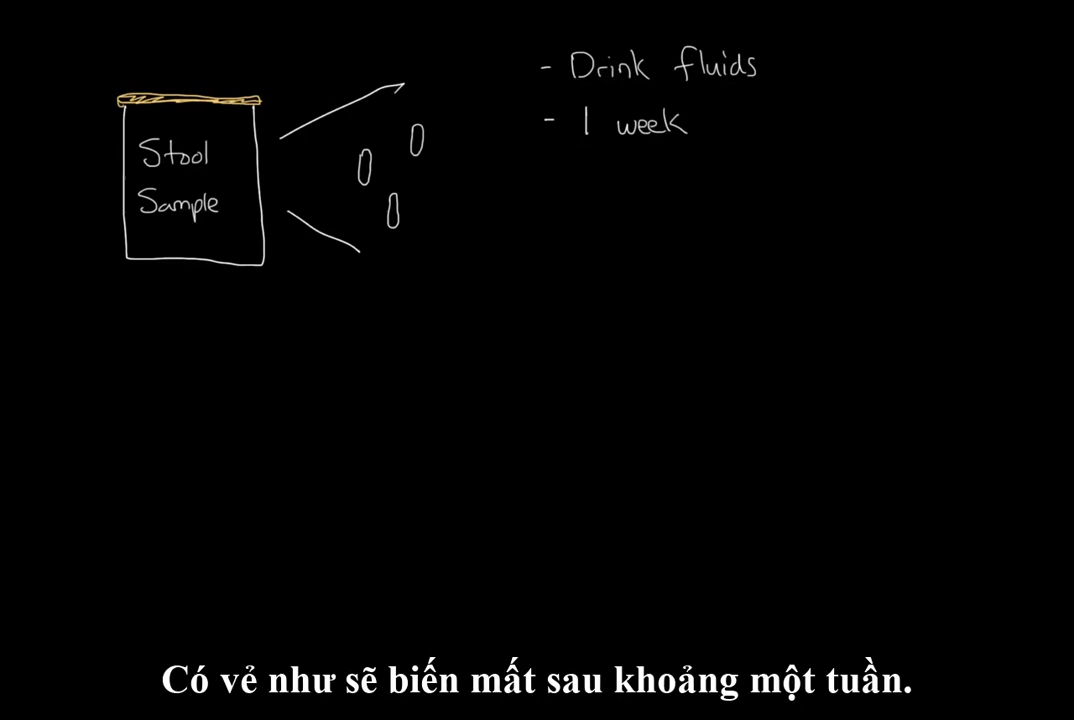 Stool
Sample
- Drink fluids
- 1 week
Có vẻ như sẽ biến mất sau khoảng một tuần.